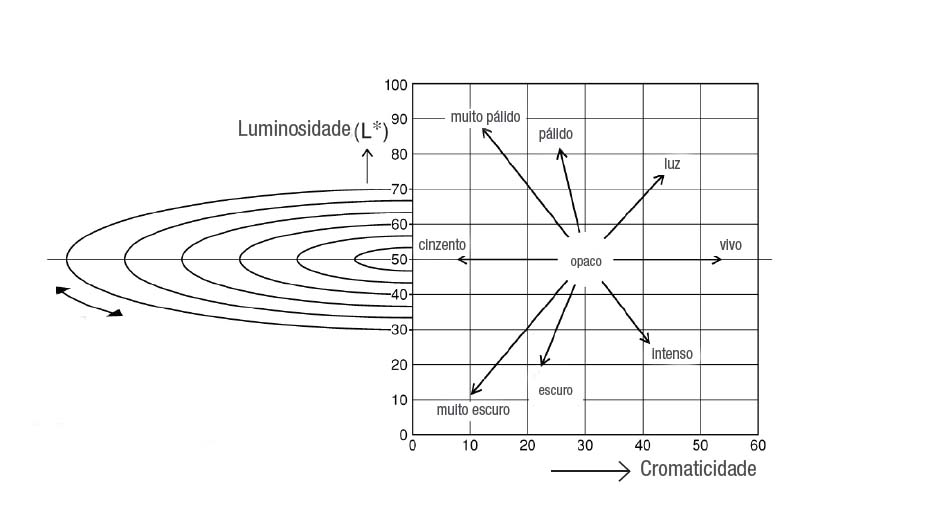 100
90
muito pálido
Luminosidade (L*)
pálido
80
luz
70
60
cinzento
vivo
50
opaco
40
30
Intenso
20
escuro
10
muito escuro
0
0 10 20 30 40 50 60
Cromaticidade